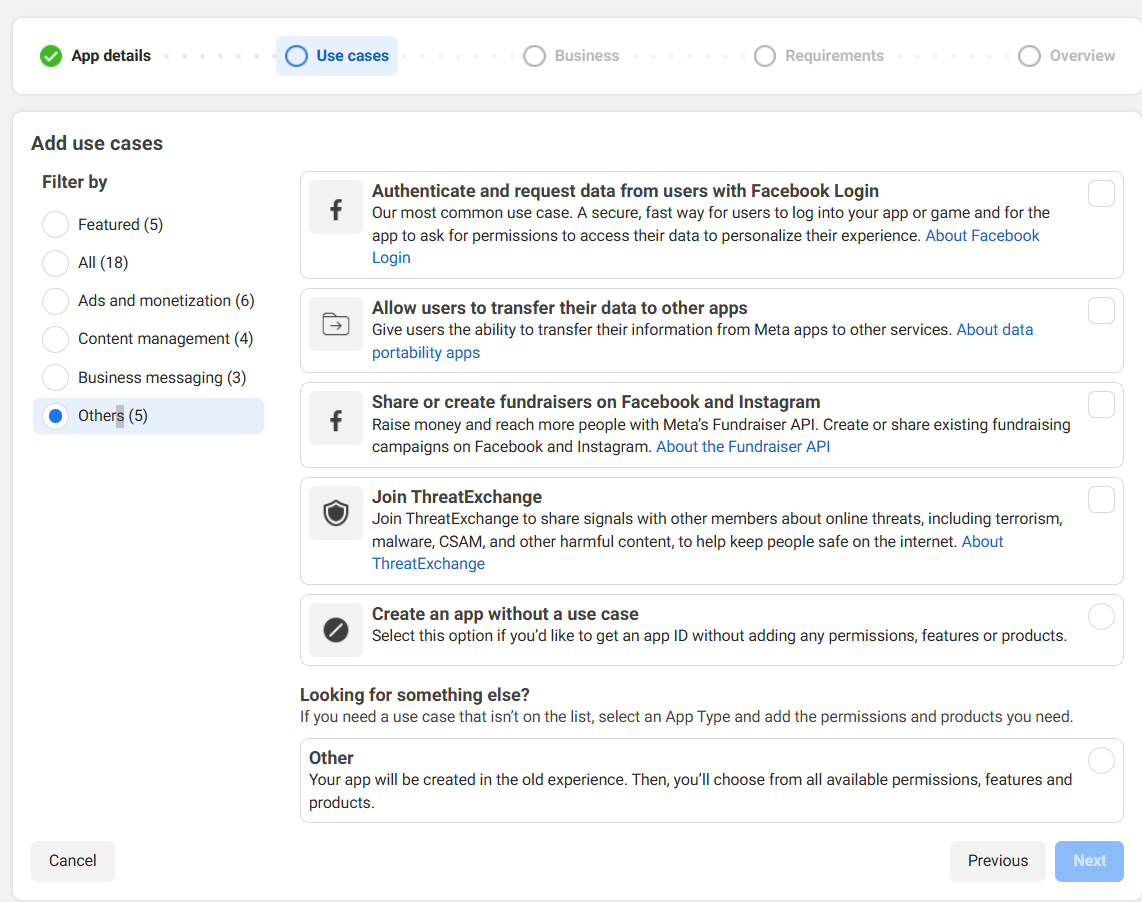 App details
Use cases
Business
Requirements
Overview
Add use cases
Filter by
Featured (5)
All (18)
Ads and monetization (6)
Content management (4)
Business messaging (3)
Others (5)
Authenticate and request data from users with Facebook Login
Our most common use case. A secure, fast way for users to log into your app or game and for the
app to ask for permissions to access their data to personalize their experience. About Facebook
Login
Allow users to transfer their data to other apps
Give users the ability to transfer their information from Meta apps to other services. About data
portability apps
Share or create fundraisers on Facebook and Instagram
Raise money and reach more people with Meta's Fundraiser API. Create or share existing fundraising
campaigns on Facebook and Instagram. About the Fundraiser API
Join ThreatExchange
Join ThreatExchange to share signals with other members about online threats, including terrorism,
malware, CSAM, and other harmful content, to help keep people safe on the internet. About
ThreatExchange
Create an app without a use case
Select this option if you'd like to get an app ID without adding any permissions, features or products.
Looking for something else?
If you need a use case that isn't on the list, select an App Type and add the permissions and products you need.
Other
Your app will be created in the old experience. Then, you'll choose from all available permissions, features and
products.
Cancel
Previous
Next